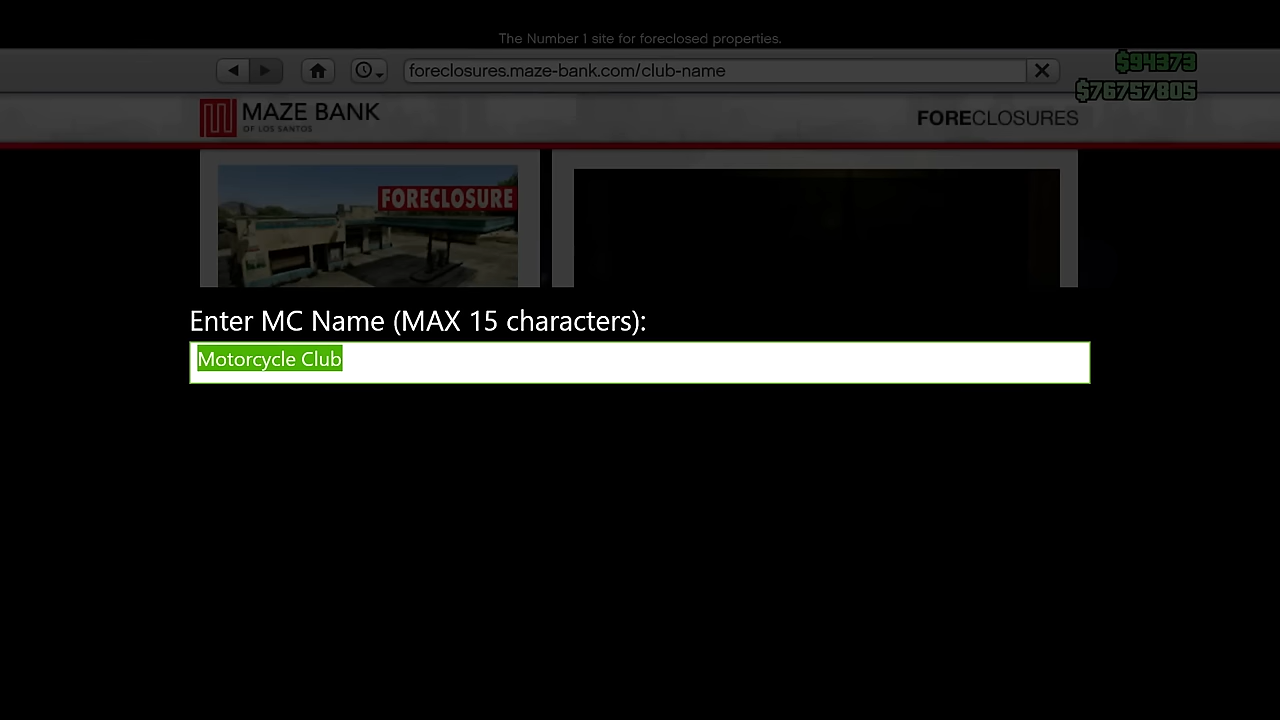 The Number 1 site for foreclosed properties.
foreclosures.maze-bank.com/club-name
$94373
$76757805
MAZE BANK
OF LOS SANTOS
FORECLOSURES
FORECLOSURE
Enter MC Name (MAX 15 characters):
Motorcycle Club